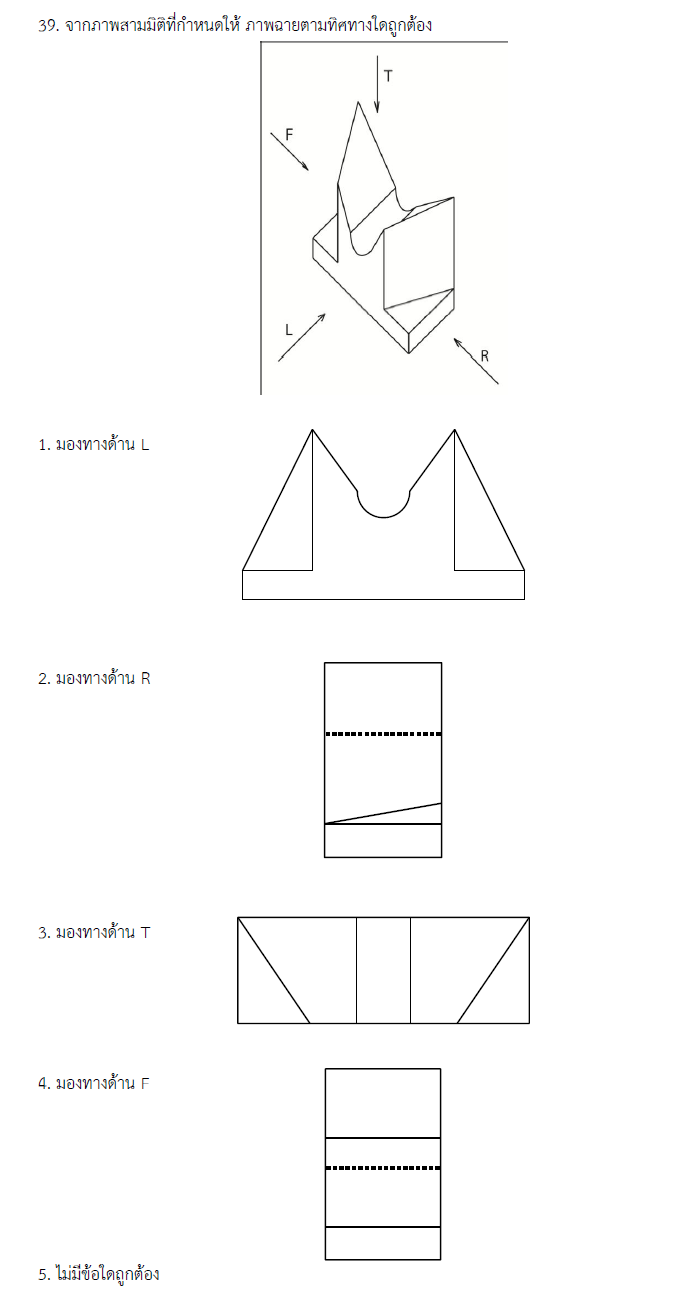 39. จากภาพสามมิติที่กำหนดให้ ภาพฉายตามทิศทางใดถูกต้อง
T
F
L
R
1. มองทางด้าน L
2. มองทางด้าน R
3. มองทางด้าน T
4. มองทางด้าน F
5. ไม่มีข้อใดถูกต้อง